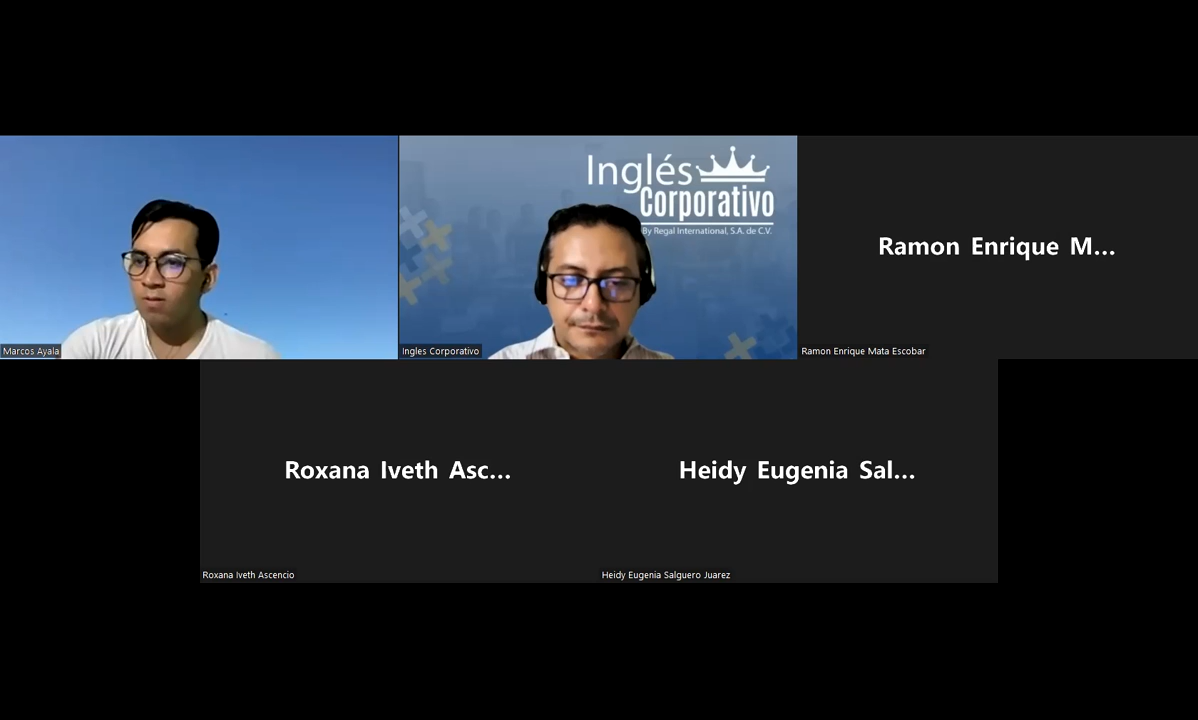 Inglés
Corporativo
By Regal International, S.A. de C.V.
Ramon Enrique M...
Marcos Ayala
Ingles Corporativo
Ramon Enrique Mata Escobar
Roxana Iveth Asc...
Heidy Eugenia Sal...
Roxana Iveth Ascencio
Heidy Eugenia Salguero Juarez